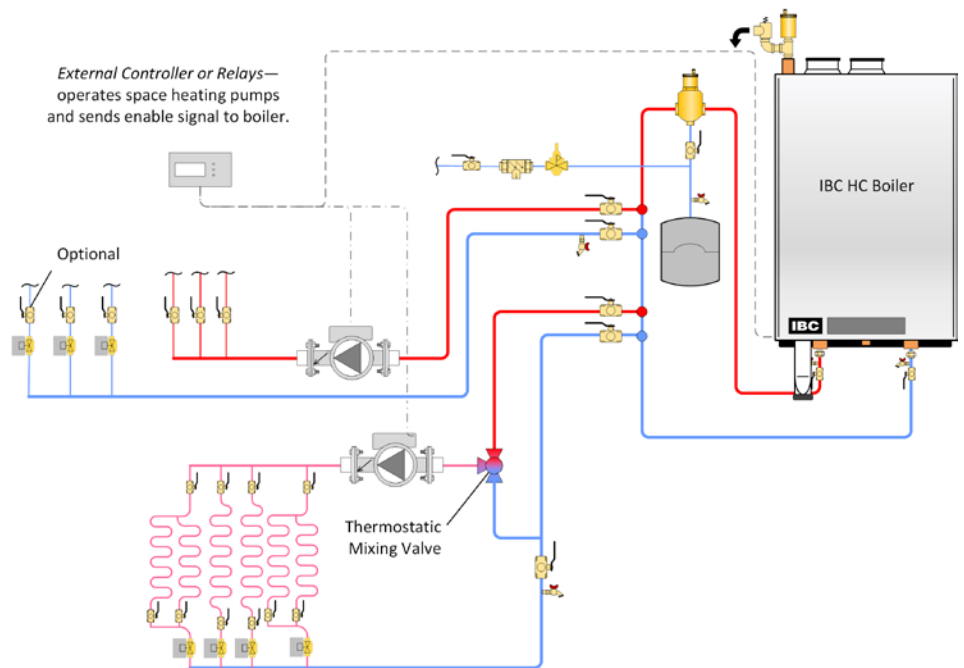 External Controller or Relays—
operates space heating pumps
and sends enable signal to boiler.
IBC HC Boiler
Optional
IBC
Thermostatic
Mixing Valve